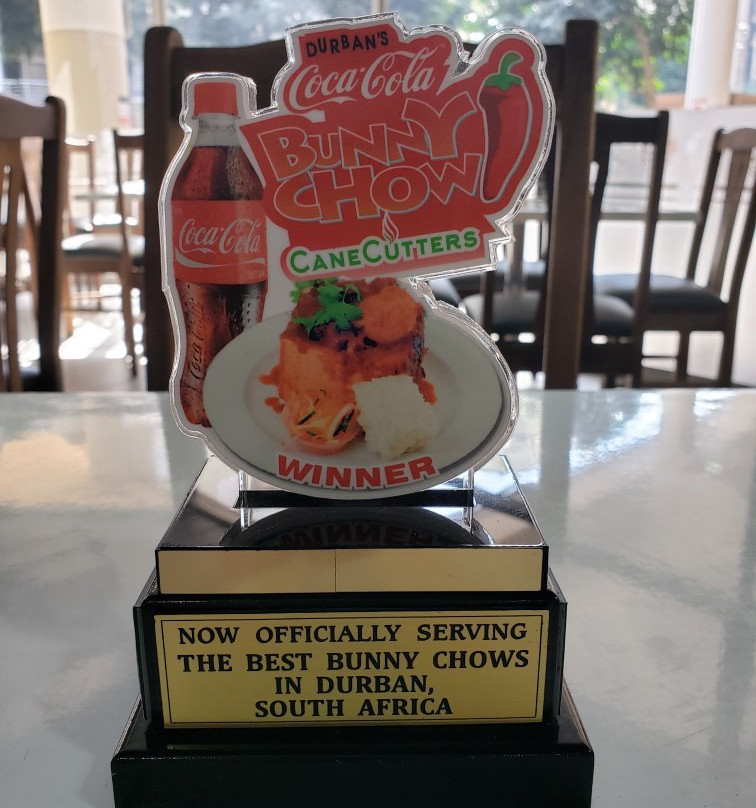 DURBAN'S
Coca-Cola
BUNNY
CHOW
CANECUTTERS
Coca-Cola
WINNER
NOW OFFICIALLY SERVING
THE BEST BUNNY CHOWS
IN DURBAN,
SOUTH AFRICA